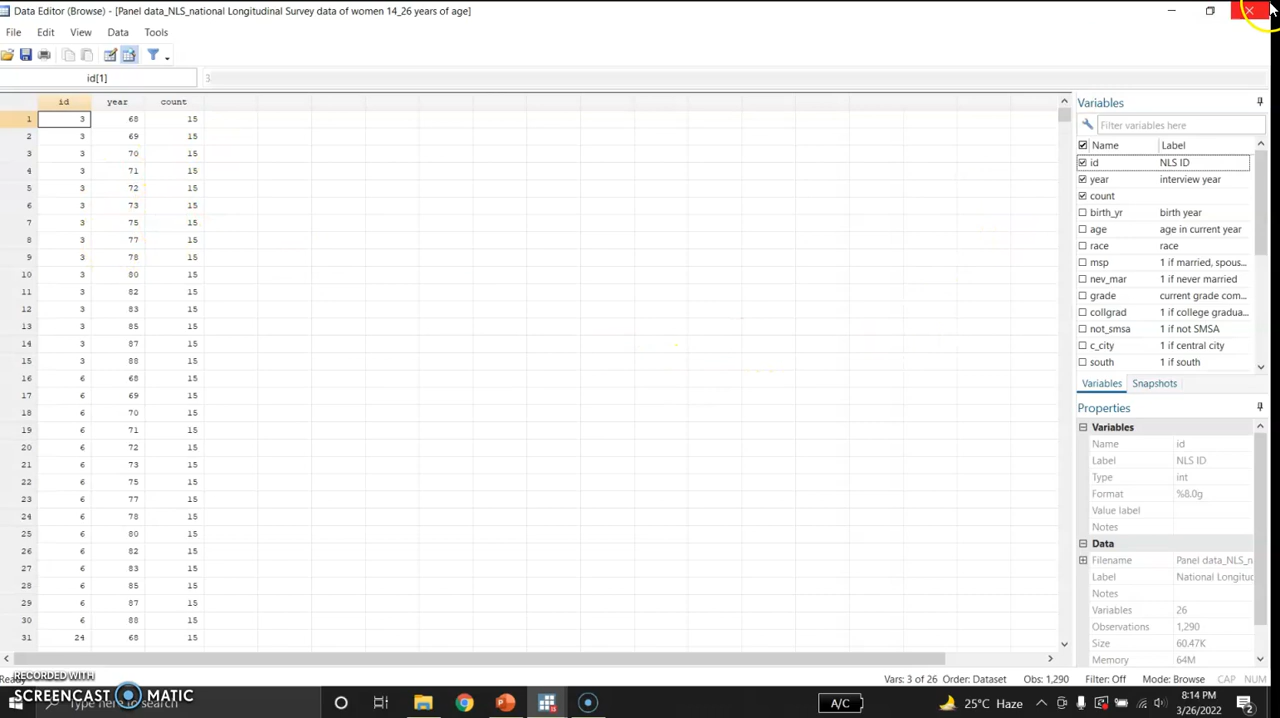 Data Editor (Browse) - [Panel data_NLS_national Longitudinal Survey data of women 14_26 years of age]
File Edit View Data Tools
id[1] 3
id year count
1 3 68 15
2 3 69 15
3 3 70 15
4 3 71 15
5 3 72 15
6 3 73 15
7 3 75 15
8 3 77 15
9 3 78 15
10 3 80 15
11 3 82 15
12 3 83 15
13 3 85 15
14 3 87 15
15 3 88 15
16 6 68 15
17 6 69 15
18 6 70 15
19 6 71 15
20 6 72 15
21 6 73 15
22 6 75 15
23 6 77 15
24 6 78 15
25 6 80 15
26 6 82 15
27 6 83 15
28 6 85 15
29 6 87 15
30 6 88 15
31 24 68 15
Variables
Filter variables here
Name Label
id NLS ID
year interview year
count
birth_yr birth year
age age in current year
race race
msp 1 if married, spous...
nev_mar 1 if never married
grade current grade com...
collgrad 1 if college gradua...
not_smsa 1 if not SMSA
c_city 1 if central city
south 1 if south
Variables Snapshots
Properties
Variables
Name id
Label NLS ID
Type int
Format %8.0g
Value label
Notes
Data
Filename Panel data_NLS_n
Label National Longitud
Notes
Variables 26
Observations 1,290
Size 60.47K
Memory 64M
Vars: 3 of 26 Order: Dataset Obs: 1,290 Filter: Off Mode: Browse CAP NUM
RECORDED WITH
SCREENCAST MATIC
Type here to search
A/C
25°C Haze
8:14 PM
3/26/2022
2